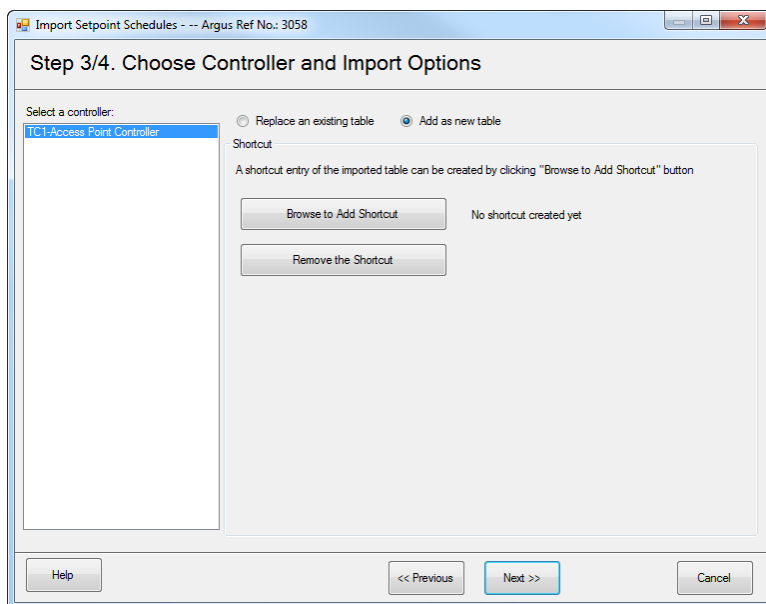 Import Setpoint Schedules - -- Argus Ref No.: 3058
Step 3/4. Choose Controller and Import Options
Select a controller:
TC1-Access Point Controller
Replace an existing table
Add as new table
Shortcut
A shortcut entry of the imported table can be created by clicking "Browse to Add Shortcut" button
Browse to Add Shortcut
No shortcut created yet
Remove the Shortcut
Help
<< Previous
Next >>
Cancel